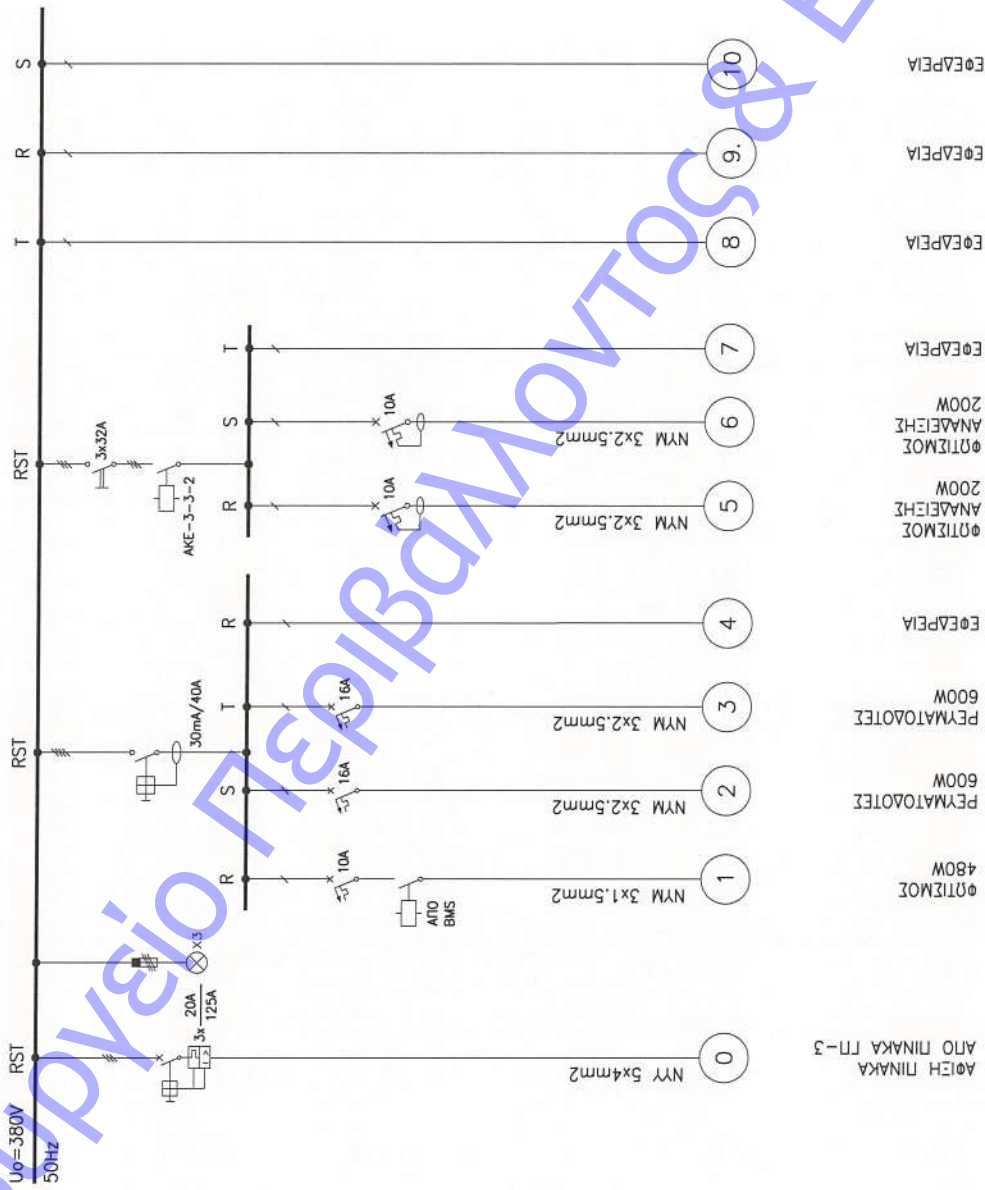 Uo=380V
50Hz
RST
3x 20A
125A
NYY 5x4mm2
0
ΑΦΙΞΗ ΠΙΝΑΚΑ
ΑΠΟ ΠΙΝΑΚΑ ΓΠ-3
X3
RST
30mA/40A
R
10A
ΑΠΟ
BMS
NYM 3x1.5mm2
1
ΦΩΤΙΣΜΟΣ
480W
S
16A
NYM 3x2.5mm2
2
ΡΕΥΜΑΤΟΔΟΤΕΣ
600W
T
16A
NYM 3x2.5mm2
3
ΡΕΥΜΑΤΟΔΟΤΕΣ
600W
R
4
ΕΦΕΔΡΕΙΑ
RST
3x32A
AKE-3-3-2
R
10A
NYM 3x2.5mm2
5
ΦΩΤΙΣΜΟΣ
ΑΝΑΔΕΙΞΗΣ
200W
S
10A
NYM 3x2.5mm2
6
ΦΩΤΙΣΜΟΣ
ΑΝΑΔΕΙΞΗΣ
200W
T
7
ΕΦΕΔΡΕΙΑ
T
8
ΕΦΕΔΡΕΙΑ
R
9.
ΕΦΕΔΡΕΙΑ
S
10
ΕΦΕΔΡΕΙΑ
Περιβάλλοντος &